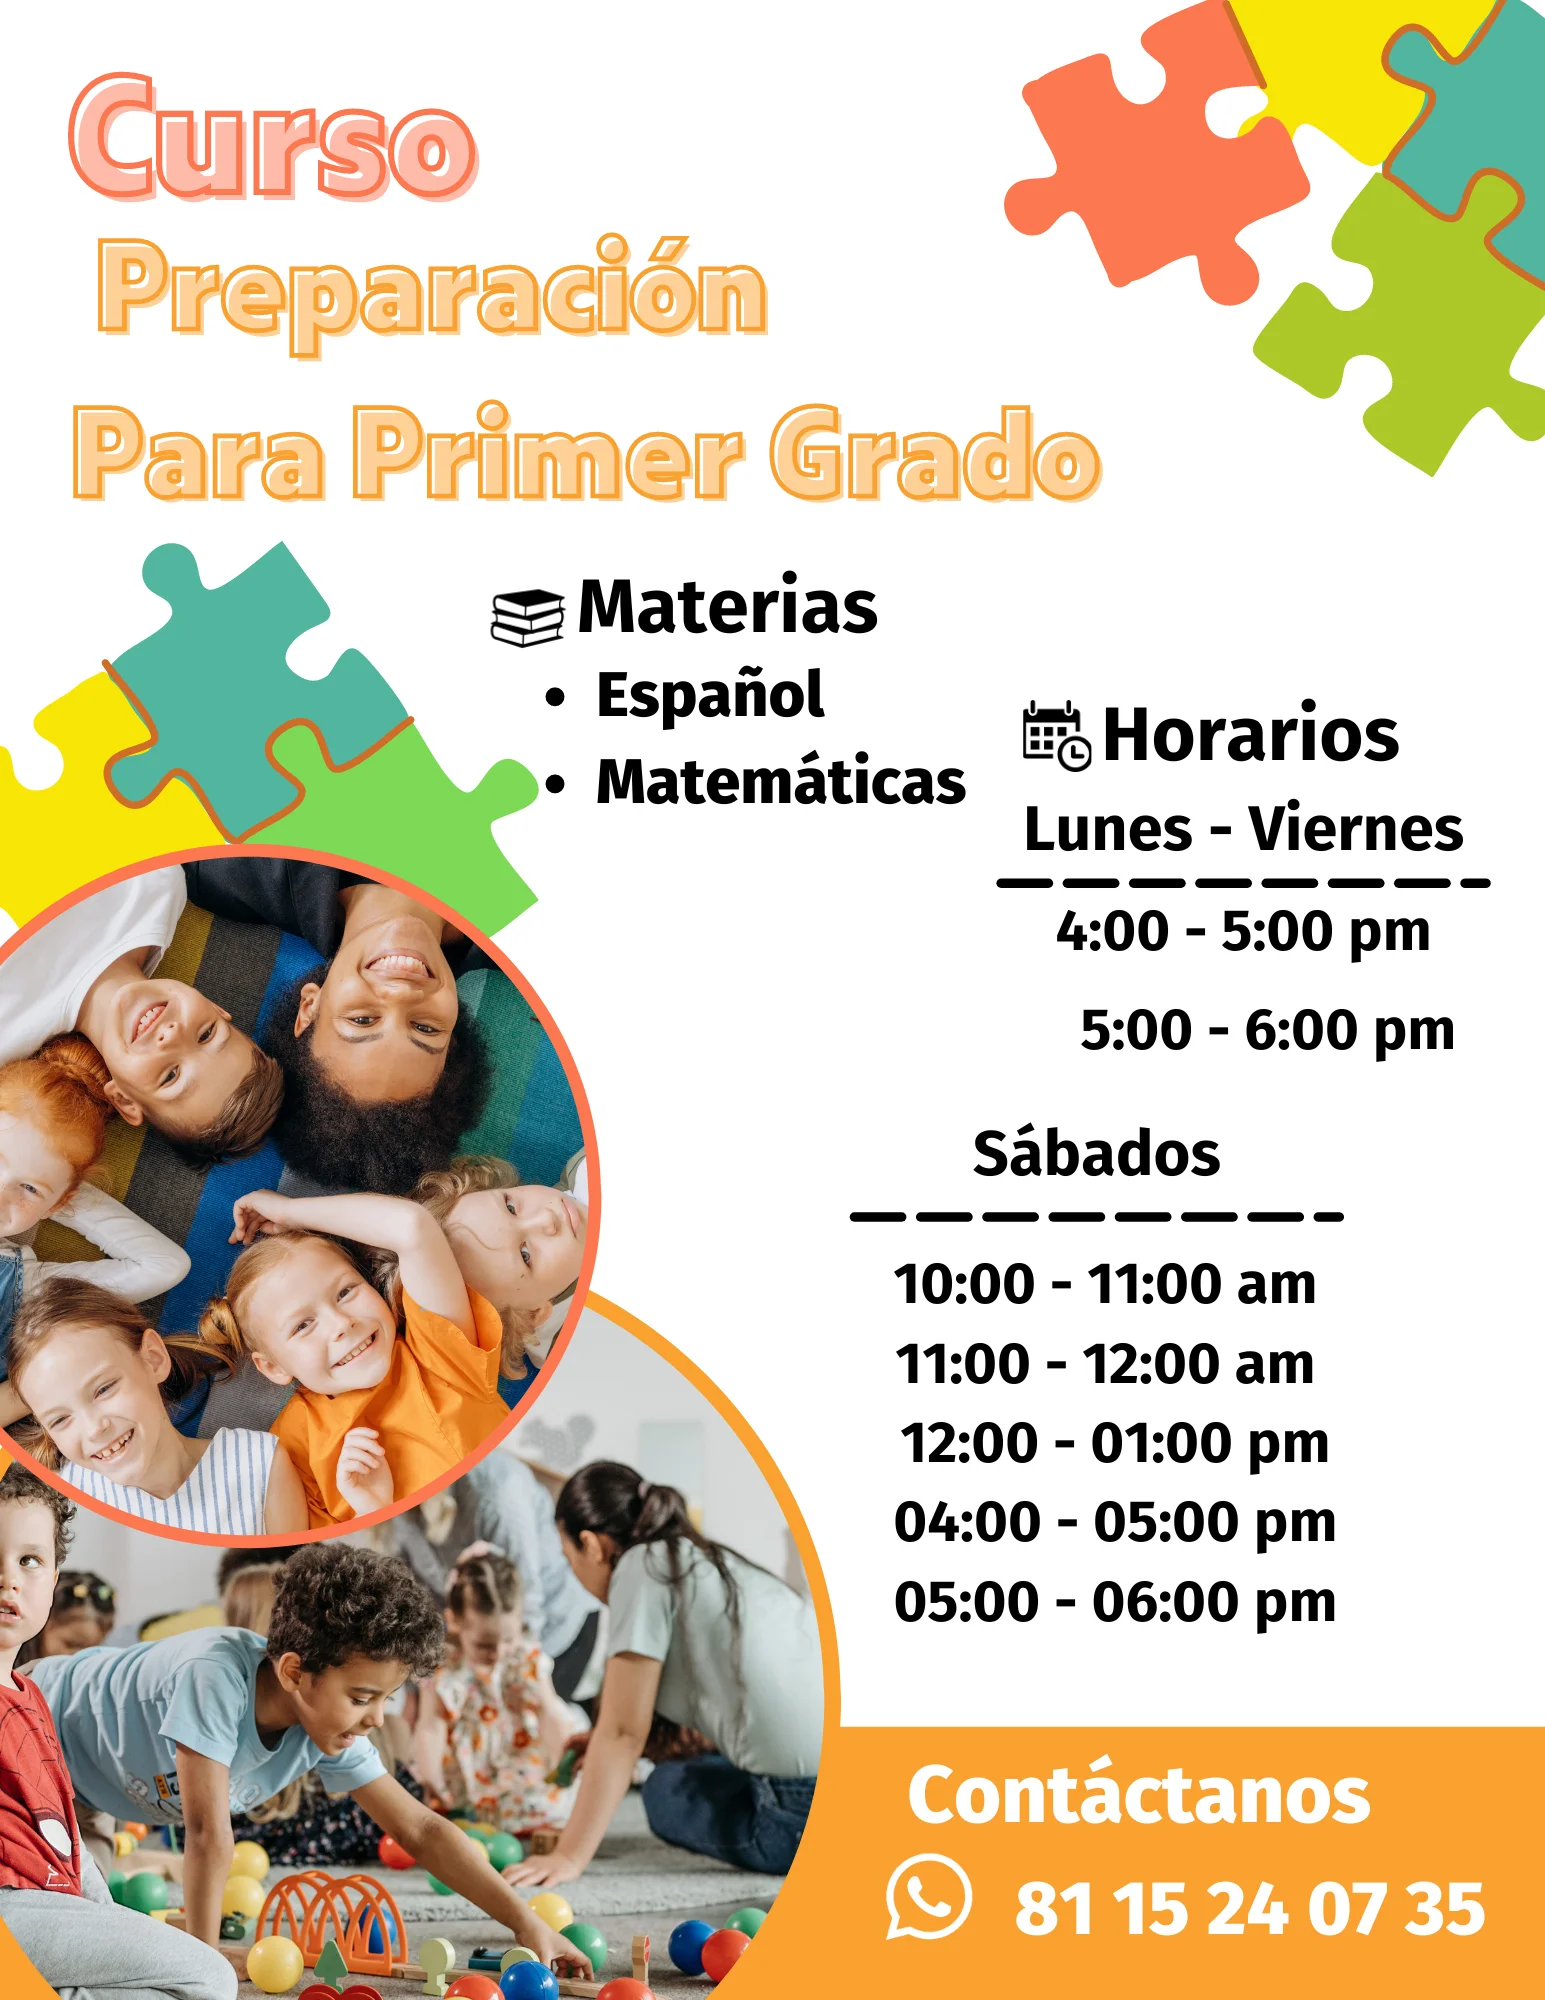 Curso
Preparación
Para Primer Grado
Materias
• Español
• Matemáticas
Horarios
Lunes - Viernes
4:00 - 5:00 pm
5:00 - 6:00 pm
Sábados
10:00 - 11:00 am
11:00 - 12:00 am
12:00 - 01:00 pm
04:00 - 05:00 pm
05:00 - 06:00 pm
Contáctanos
81 15 24 07 35